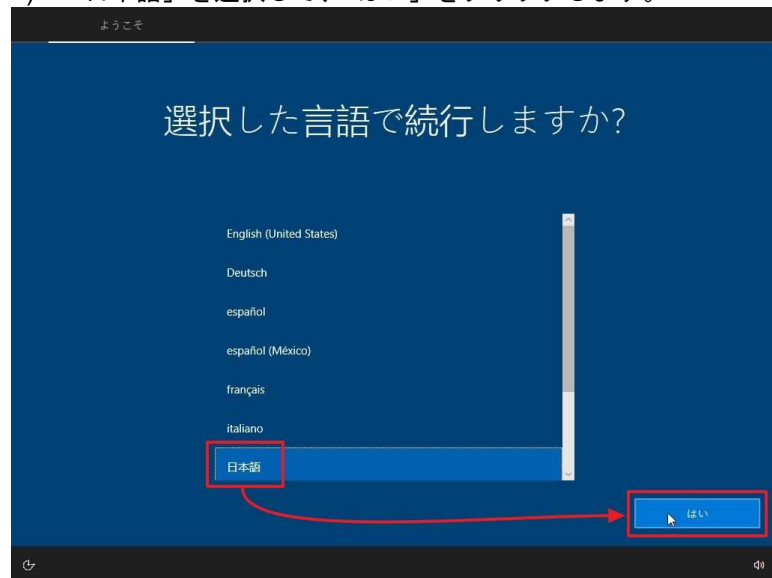 ようこそ
選択した言語で続行しますか?
English (United States)
Deutsch
español
español (México)
français
italiano
日本語
はい